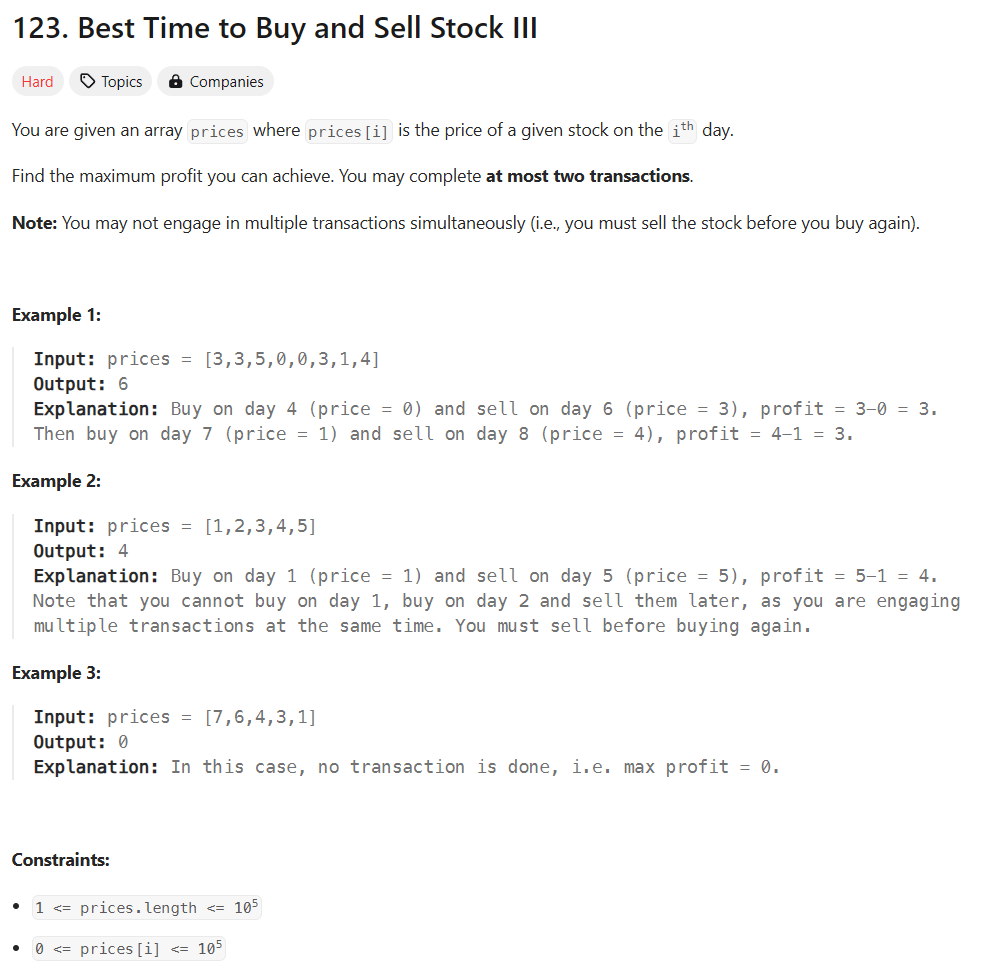 123. Best Time to Buy and Sell Stock III
Hard Topics Companies
You are given an array prices where prices[i] is the price of a given stock on the ith day.
Find the maximum profit you can achieve. You may complete at most two transactions.
Note: You may not engage in multiple transactions simultaneously (i.e., you must sell the stock before you buy again).
Example 1:
Input: prices = [3,3,5,0,0,3,1,4]
Output: 6
Explanation: Buy on day 4 (price = 0) and sell on day 6 (price = 3), profit = 3-0 = 3.
Then buy on day 7 (price = 1) and sell on day 8 (price = 4), profit = 4-1 = 3.
Example 2:
Input: prices = [1,2,3,4,5]
Output: 4
Explanation: Buy on day 1 (price = 1) and sell on day 5 (price = 5), profit = 5-1 = 4.
Note that you cannot buy on day 1, buy on day 2 and sell them later, as you are engaging
multiple transactions at the same time. You must sell before buying again.
Example 3:
Input: prices = [7,6,4,3,1]
Output: 0
Explanation: In this case, no transaction is done, i.e. max profit = 0.
Constraints:
• 1 <= prices.length <= 10⁵
• 0 <= prices[i] <= 10⁵